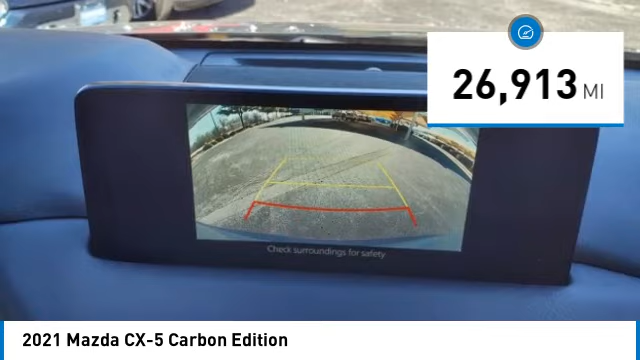 26,913 MI
Check surroundings for safety
2021 Mazda CX-5 Carbon Edition